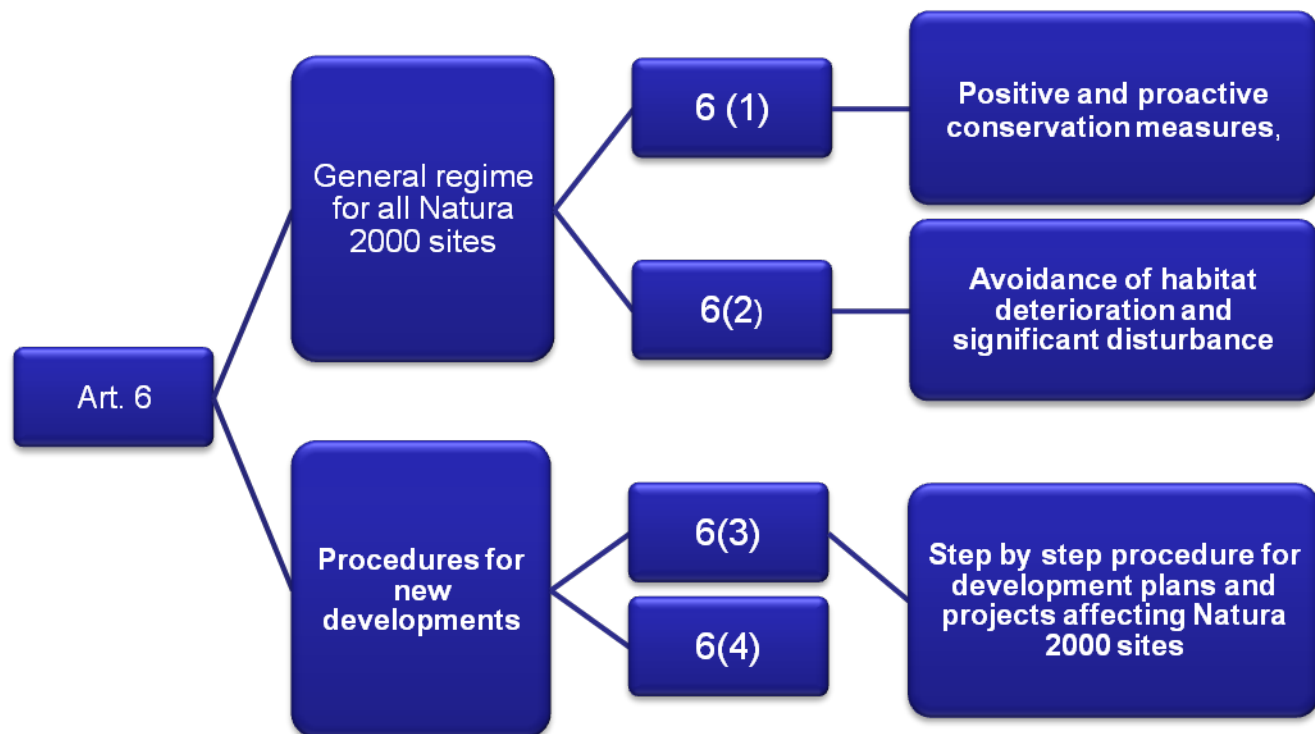 Art. 6
General regime
for all Natura
2000 sites
6 (1)
Positive and proactive
conservation measures,
6(2)
Avoidance of habitat
deterioration and
significant disturbance
Procedures for
new
developments
6(3)
6(4)
Step by step procedure for
development plans and
projects affecting Natura
2000 sites